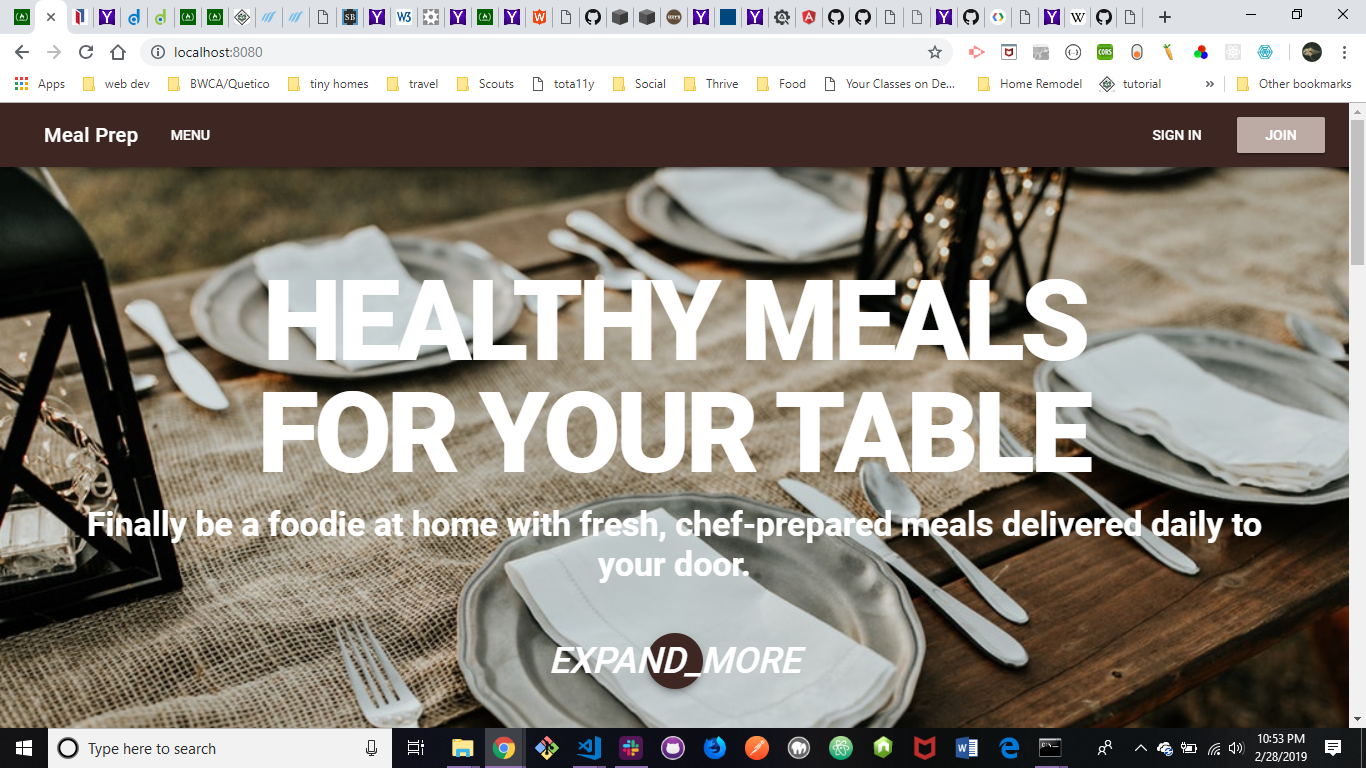 localhost:8080
Apps
web dev
BWCA/Quetico
tiny homes
travel
Scouts
tota11y
Social
Thrive
Food
Your Classes on De...
Home Remodel
tutorial
»
Other bookmarks
Meal Prep
MENU
SIGN IN
JOIN
HEALTHY MEALS
FOR YOUR TABLE
Finally be a foodie at home with fresh, chef-prepared meals delivered daily to
your door.
EXPAND_MORE
Type here to search
10:53 PM
2/28/2019